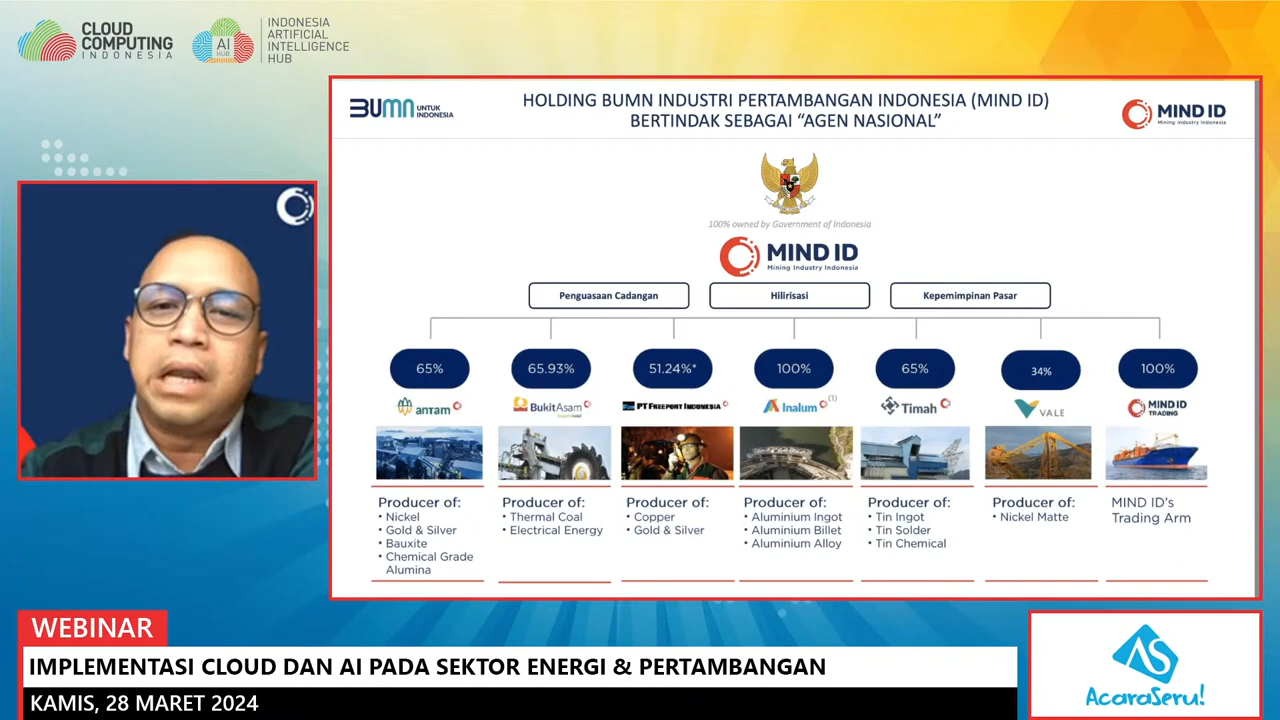 CLOUD
COMPUTING
INDONESIA
AI
HUB
INDONESIA
ARTIFICIAL
INTELLIGENCE
HUB
BUMN UNTUK
INDONESIA
HOLDING BUMN INDUSTRI PERTAMBANGAN INDONESIA (MIND ID)
BERTINDAK SEBAGAI “AGEN NASIONAL”
MIND ID
Mining Industry Indonesia
100% owned by Government of Indonesia
MIND ID
Mining Industry Indonesia
Penguasaan Cadangan
Hilirisasi
Kepemimpinan Pasar
65%
antam
Producer of:
• Nickel
• Gold & Silver
• Bauxite
• Chemical Grade
Alumina
65.93%
BukitAsam
Producer of:
• Thermal Coal
• Electrical Energy
51.24%*
PT FREEPORT INDONESIA
Producer of:
• Copper
• Gold & Silver
100%
Inalum (1)
Producer of:
• Aluminium Ingot
• Aluminium Billet
• Aluminium Alloy
65%
Timah
Producer of:
• Tin Ingot
• Tin Solder
• Tin Chemical
34%
VALE
Producer of:
• Nickel Matte
100%
MIND ID
TRADING
MIND ID’s
Trading Arm
WEBINAR
IMPLEMENTASI CLOUD DAN AI PADA SEKTOR ENERGI & PERTAMBANGAN
KAMIS, 28 MARET 2024
AcaraSeru!